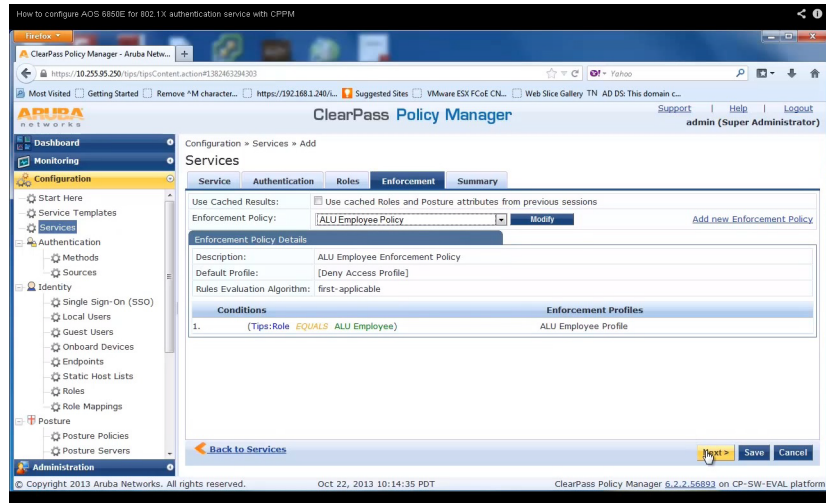 How to configure AOS 6850E for 802.1X authentication service with CPPM
Firefox
ClearPass Policy Manager - Aruba Netw...
https://10.255.95.250/tips/tipsContent.action#1382463294303
Yahoo
Most Visited Getting Started Remove ^M character... https://192.168.1.240/i... Suggested Sites VMware ESX FCoE CN... Web Slice Gallery TN AD DS: This domain c...
ARUBA networks
ClearPass Policy Manager
Support | Help | Logout
admin (Super Administrator)
Dashboard
Monitoring
Configuration
Start Here
Service Templates
Services
Authentication
Methods
Sources
Identity
Single Sign-On (SSO)
Local Users
Guest Users
Onboard Devices
Endpoints
Static Host Lists
Roles
Role Mappings
Posture
Posture Policies
Posture Servers
Administration
Configuration » Services » Add
Services
Service Authentication Roles Enforcement Summary
Use Cached Results: Use cached Roles and Posture attributes from previous sessions
Enforcement Policy: ALU Employee Policy Modify Add new Enforcement Policy
Enforcement Policy Details
Description: ALU Employee Enforcement Policy
Default Profile: [Deny Access Profile]
Rules Evaluation Algorithm: first-applicable
Conditions Enforcement Profiles
1. (Tips:Role EQUALS ALU Employee) ALU Employee Profile
Back to Services
Next > Save Cancel
© Copyright 2013 Aruba Networks. All rights reserved. Oct 22, 2013 10:14:35 PDT ClearPass Policy Manager 6.2.2.56893 on CP-SW-EVAL platform